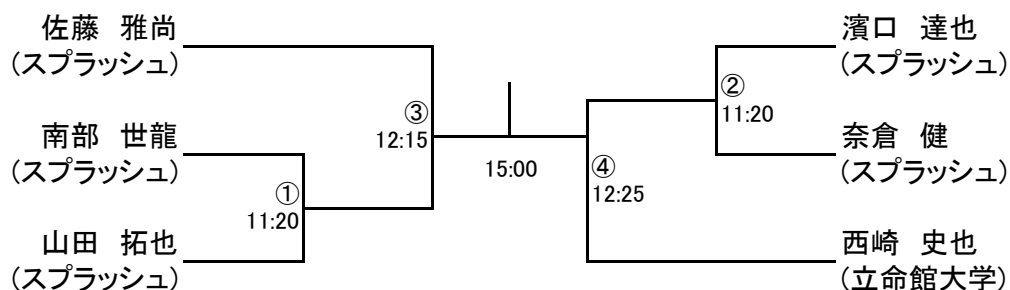 佐藤　雅尚
(スプラッシュ)
南部　世龍
(スプラッシュ)
山田　拓也
(スプラッシュ)
①
11:20
③
12:15
15:00
④
12:25
②
11:20
濱口　達也
(スプラッシュ)
奈倉　健
(スプラッシュ)
西崎　史也
(立命館大学)